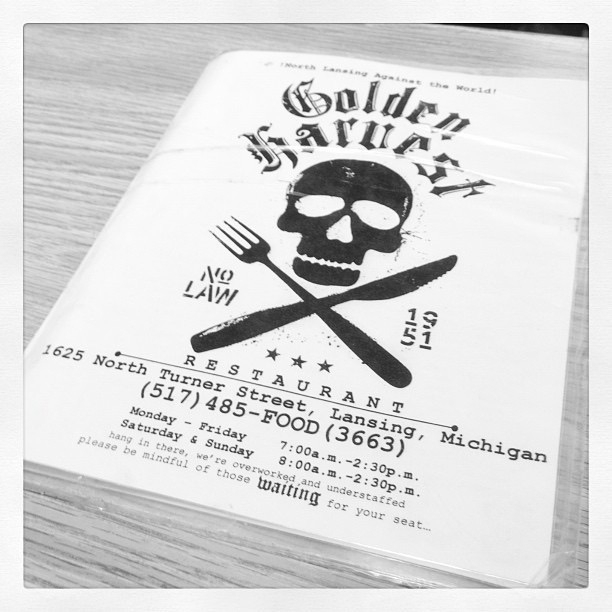 !North Lansing Against the World!
Golden
Harvest
No
LAW
19
51
RESTAURANT
1625 North Turner Street, Lansing, Michigan
(517)485-FOOD(3663)
Monday - Friday 7:00a.m.-2:30p.m.
Saturday & Sunday 8:00a.m.-2:30p.m.
hang in there, we're overworked and understaffed
please be mindful of those waiting for your seat...